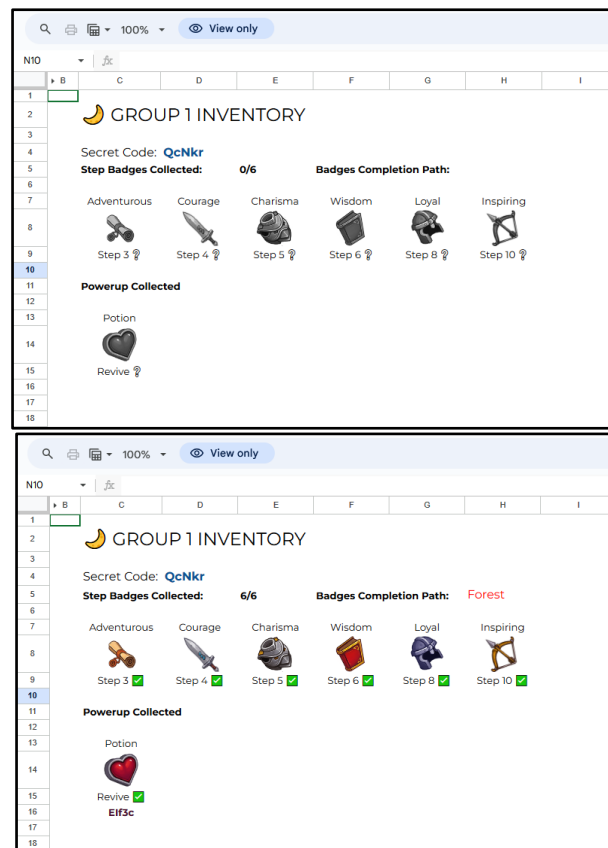 100%
View only
N10
fx
B C D E F G H I
1
2 GROUP 1 INVENTORY
3
4 Secret Code: QcNkr
5 Step Badges Collected: 0/6 Badges Completion Path:
6
7 Adventurous Courage Charisma Wisdom Loyal Inspiring
8
9 Step 3 ? Step 4 ? Step 5 ? Step 6 ? Step 8 ? Step 10 ?
10
11 Powerup Collected
12
13 Potion
14
15 Revive ?
16
17
18
100%
View only
N10
fx
B C D E F G H I
1
2 GROUP 1 INVENTORY
3
4 Secret Code: QcNkr
5 Step Badges Collected: 6/6 Badges Completion Path: Forest
6
7 Adventurous Courage Charisma Wisdom Loyal Inspiring
8
9 Step 3 ✅ Step 4 ✅ Step 5 ✅ Step 6 ✅ Step 8 ✅ Step 10 ✅
10
11 Powerup Collected
12
13 Potion
14
15 Revive ✅
16 Elf3c
17
18